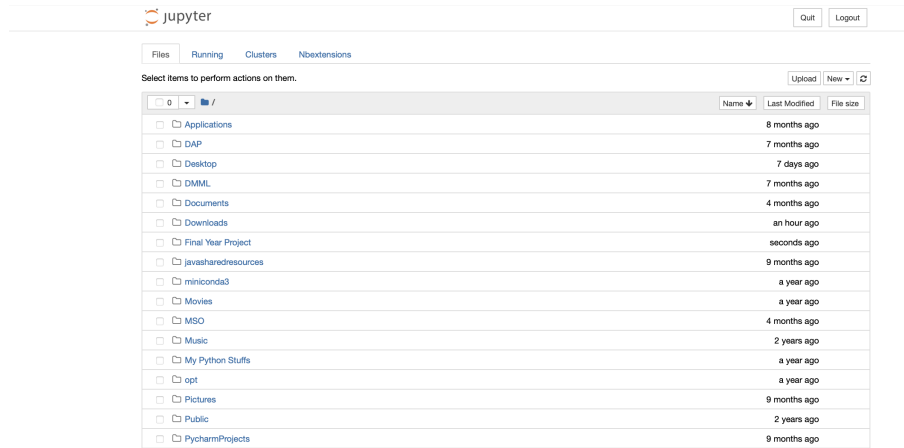 jupyter Quit Logout
Files Running Clusters Nbextensions
Select items to perform actions on them. Upload New
0 / Name Last Modified File size
Applications 8 months ago
DAP 7 months ago
Desktop 7 days ago
DMML 7 months ago
Documents 4 months ago
Downloads an hour ago
Final Year Project seconds ago
javasharedresources 9 months ago
miniconda3 a year ago
Movies a year ago
MSO 4 months ago
Music 2 years ago
My Python Stuffs a year ago
opt a year ago
Pictures 9 months ago
Public 2 years ago
PycharmProjects 9 months ago